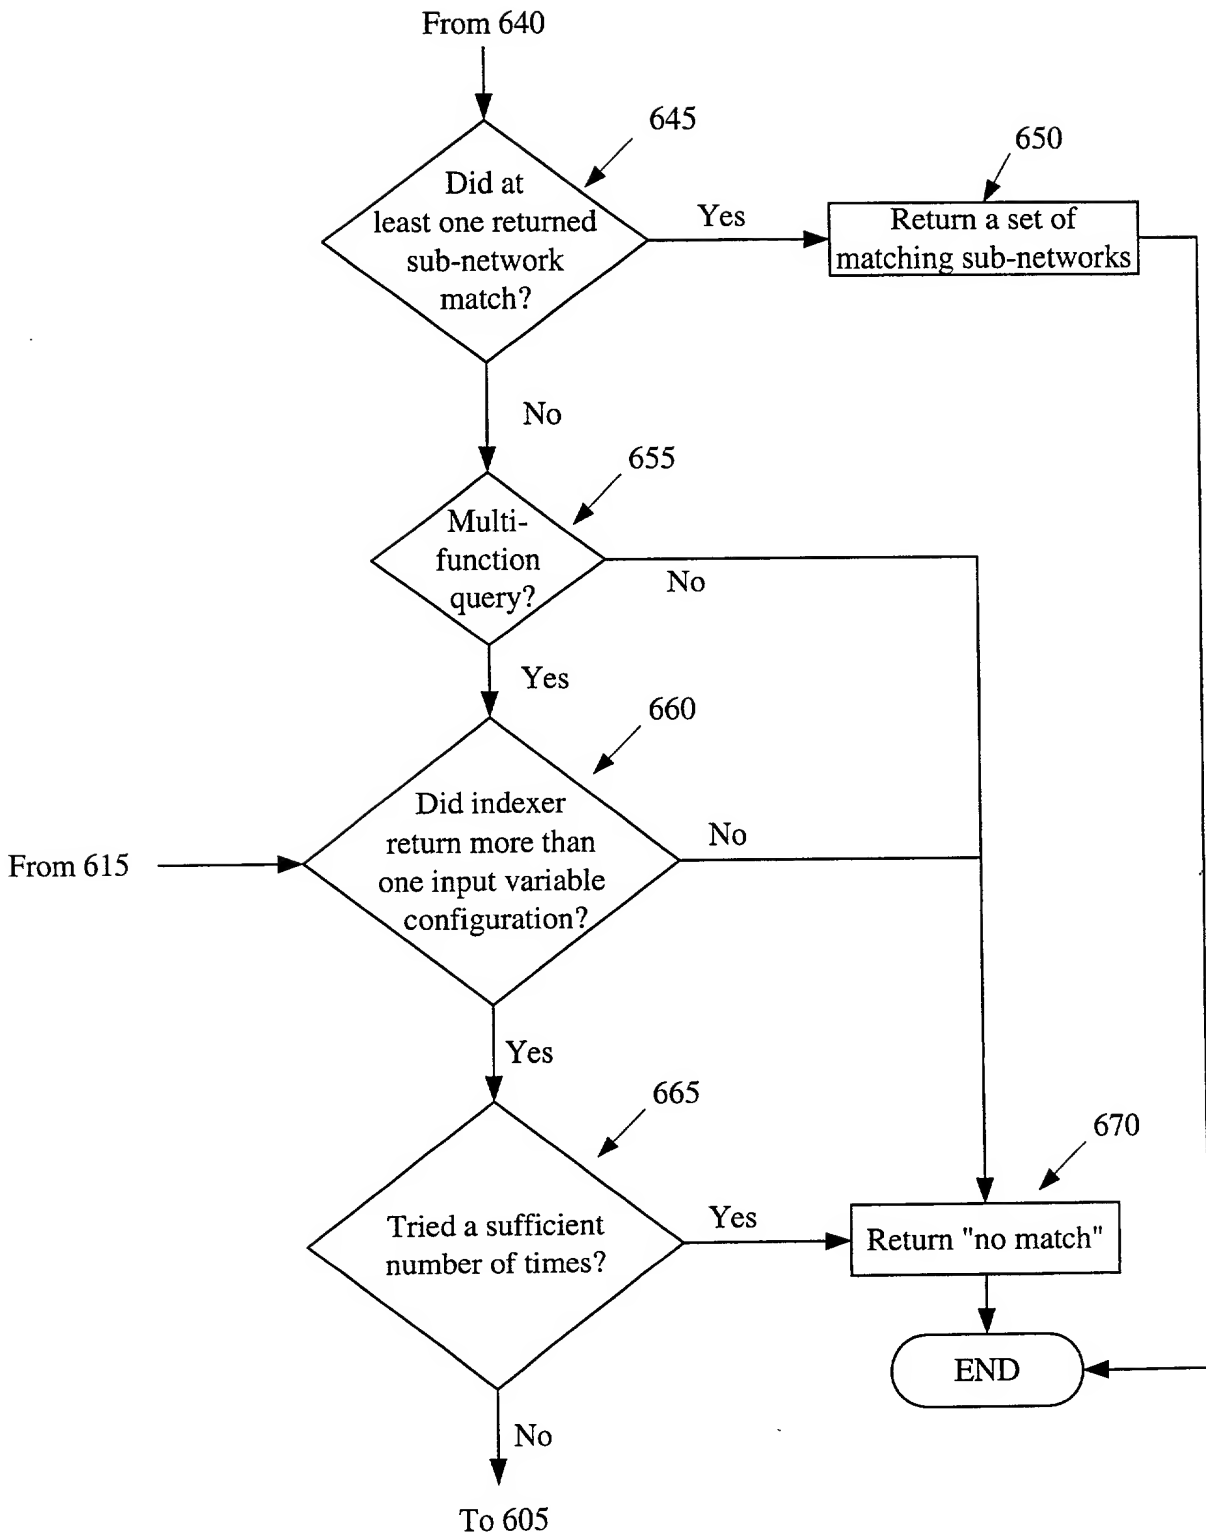 From 640
645
Did at
least one returned
sub-network
match?
Yes
650
Return a set of
matching sub-networks
No
655
Multi-
function
query?
No
Yes
660
Did indexer
return more than
one input variable
configuration?
No
From 615
Yes
665
Tried a sufficient
number of times?
Yes
670
Return "no match"
END
No
To 605